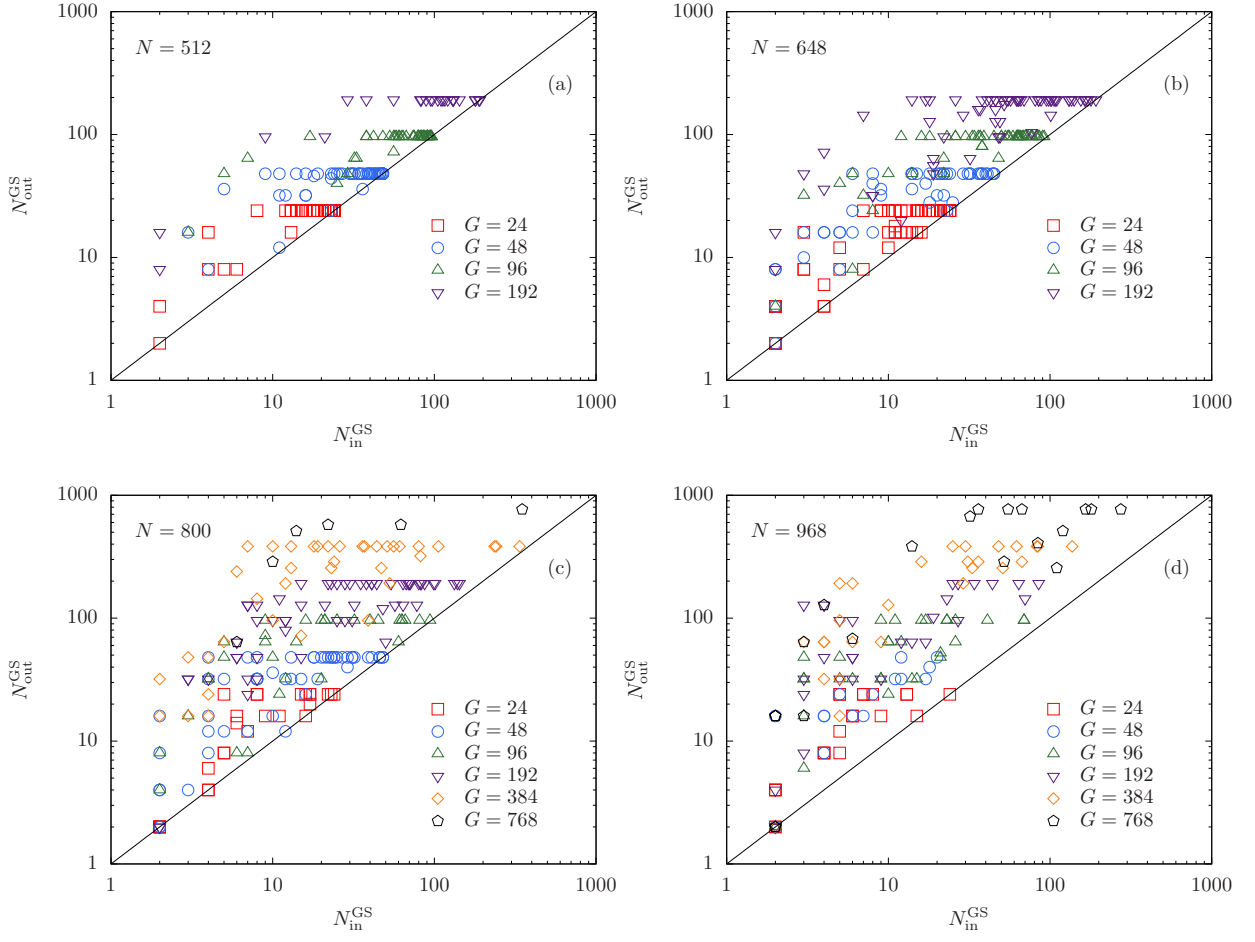 1000
100
10
1
N_out^GS
N = 512
(a)
G = 24
G = 48
G = 96
G = 192
1 10 100 1000
N_in^GS
1000
100
10
1
N_out^GS
N = 648
(b)
G = 24
G = 48
G = 96
G = 192
1 10 100 1000
N_in^GS
1000
100
10
1
N_out^GS
N = 800
(c)
G = 24
G = 48
G = 96
G = 192
G = 384
G = 768
1 10 100 1000
N_in^GS
1000
100
10
1
N_out^GS
N = 968
(d)
G = 24
G = 48
G = 96
G = 192
G = 384
G = 768
1 10 100 1000
N_in^GS